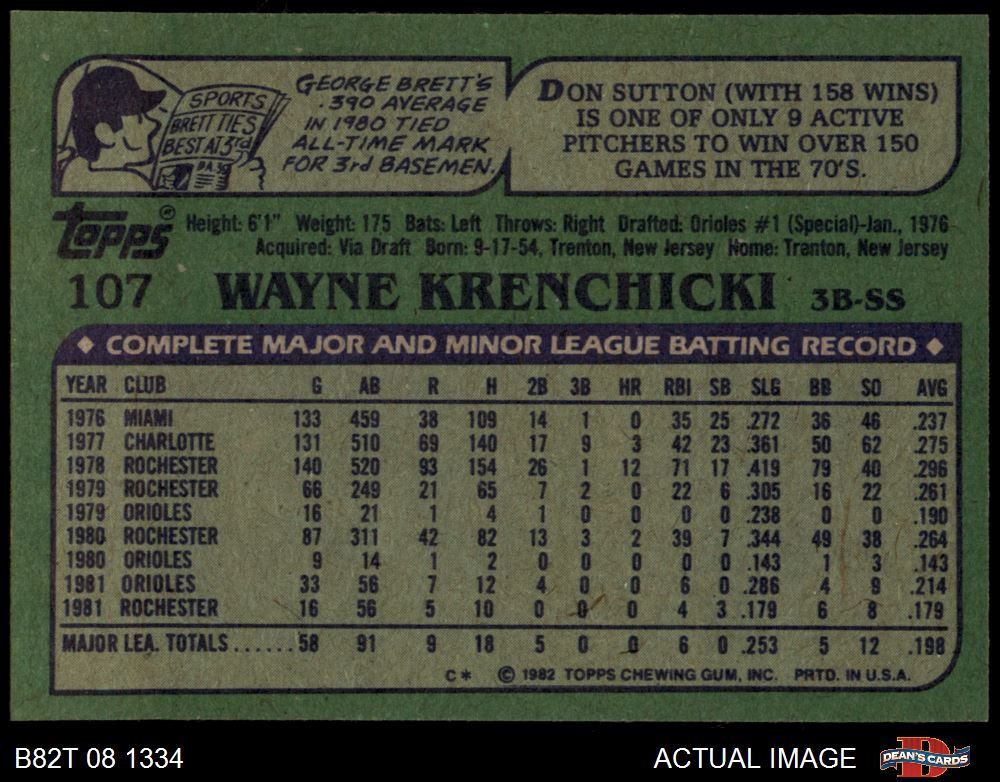 SPORTS
BRETT TIES
BEST AT 3rd
GEORGE BRETT'S
.390 AVERAGE
IN 1980 TIED
ALL-TIME MARK
FOR 3rd BASEMEN.
DON SUTTON (WITH 158 WINS)
IS ONE OF ONLY 9 ACTIVE
PITCHERS TO WIN OVER 150
GAMES IN THE 70'S.
Topps®
Height: 6'1" Weight: 175 Bats: Left Throws: Right Drafted: Orioles #1 (Special)-Jan., 1976
Acquired: Via Draft Born: 9-17-54, Trenton, New Jersey Home: Trenton, New Jersey
107 WAYNE KRENCHICKI 3B-SS
◆ COMPLETE MAJOR AND MINOR LEAGUE BATTING RECORD ◆
YEAR CLUB G AB R H 2B 3B HR RBI SB SLG BB SO AVG
1976 MIAMI 133 459 38 109 14 1 0 35 25 .272 36 46 .237
1977 CHARLOTTE 131 510 69 140 17 9 3 42 23 .361 50 62 .275
1978 ROCHESTER 140 520 93 154 26 1 12 71 17 .419 79 40 .296
1979 ROCHESTER 66 249 21 65 7 2 0 22 6 .305 16 22 .261
1979 ORIOLES 16 21 1 4 1 0 0 0 0 .238 0 0 .190
1980 ROCHESTER 87 311 42 82 13 3 2 39 7 .344 49 38 .264
1980 ORIOLES 9 14 1 2 0 0 0 0 0 .143 1 3 .143
1981 ORIOLES 33 56 7 12 4 0 0 6 0 .286 4 9 .214
1981 ROCHESTER 16 56 5 10 0 0 0 4 3 .179 6 8 .179
MAJOR LEA. TOTALS ...... 58 91 9 18 5 0 0 6 0 .253 5 12 .198
C* © 1982 TOPPS CHEWING GUM, INC. PRTD. IN U.S.A.
B82T 08 1334
ACTUAL IMAGE
DEAN'S CARDS